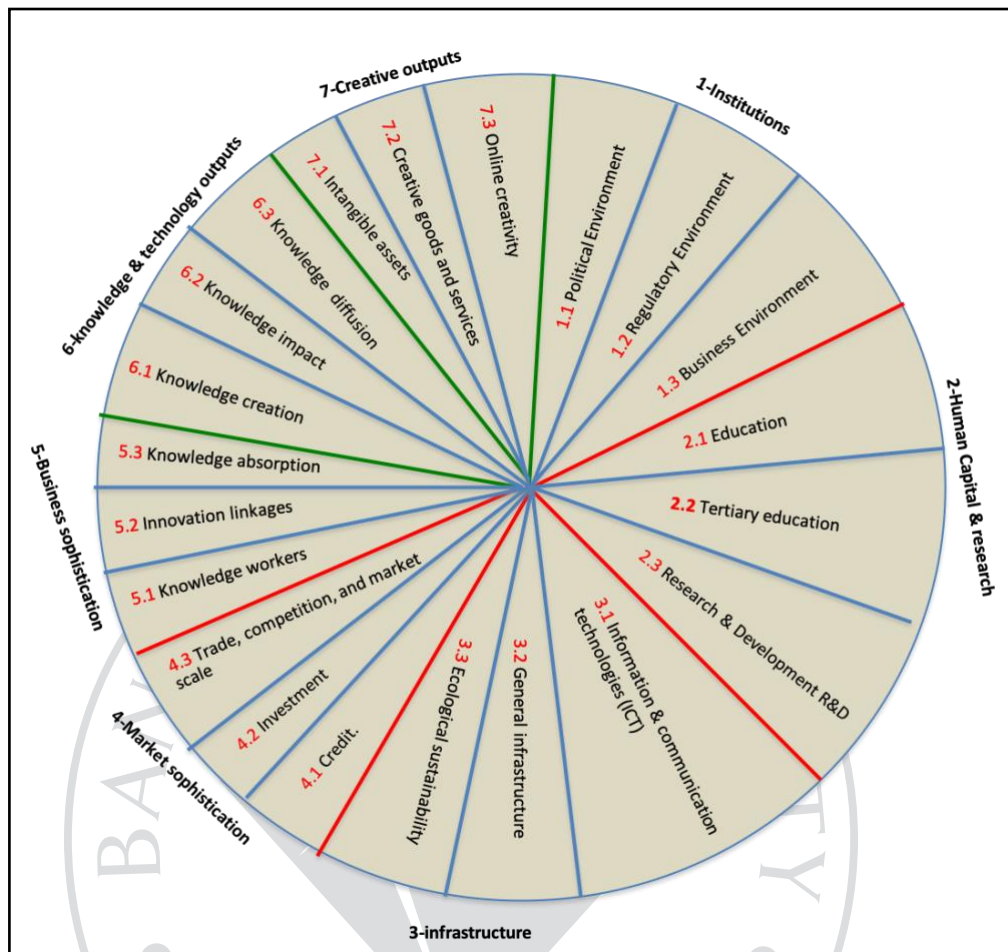 1-Institutions
1.1 Political Environment
1.2 Regulatory Environment
1.3 Business Environment
2-Human Capital & research
2.1 Education
2.2 Tertiary education
2.3 Research & Development R&D
3-infrastructure
3.1 Information & communication
technologies (ICT)
3.2 General infrastructure
3.3 Ecological sustainability
4-Market sophistication
4.1 Credit.
4.2 Investment
4.3 Trade, competition, and market
scale
5-Business sophistication
5.1 Knowledge workers
5.2 Innovation linkages
5.3 Knowledge absorption
6-knowledge & technology outputs
6.1 Knowledge creation
6.2 Knowledge impact
6.3 Knowledge diffusion
7-Creative outputs
7.1 Intangible assets
7.2 Creative goods and services
7.3 Online creativity